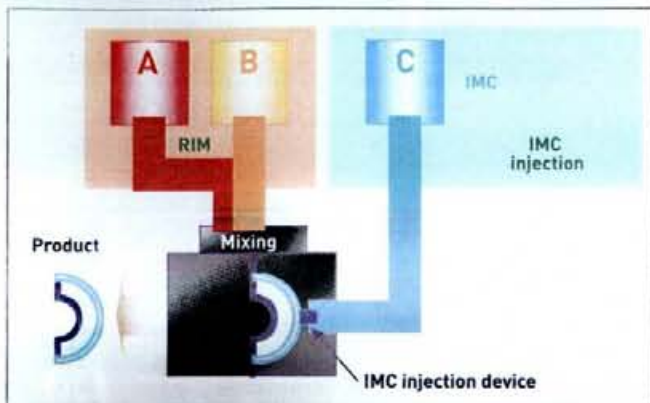 A
B
C
IMC
RIM
IMC
injection
Product
Mixing
IMC injection device